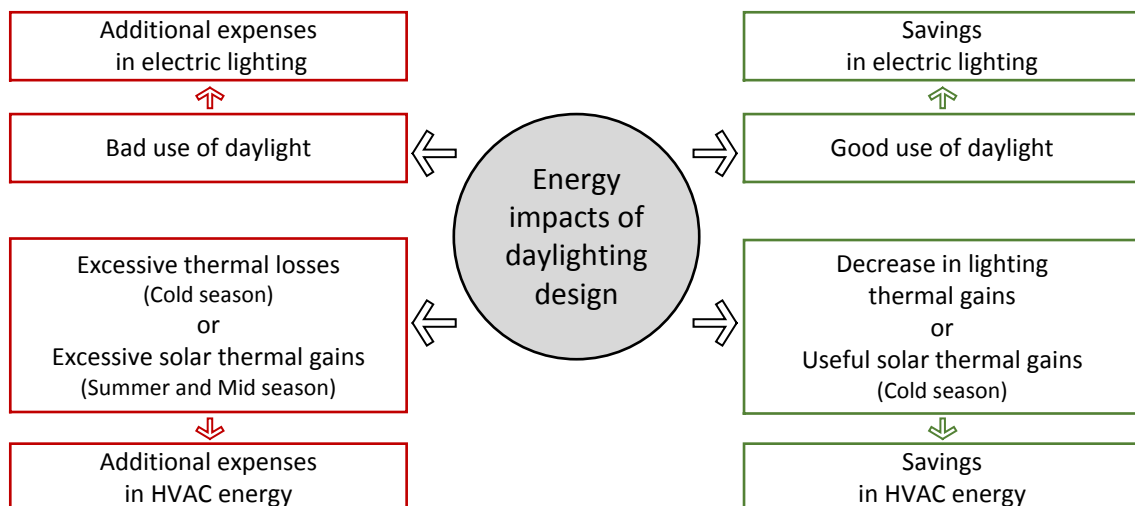 Additional expenses
in electric lighting
Bad use of daylight
Excessive thermal losses
(Cold season)
or
Excessive solar thermal gains
(Summer and Mid season)
Additional expenses
in HVAC energy
Energy
impacts of
daylighting
design
Savings
in electric lighting
Good use of daylight
Decrease in lighting
thermal gains
or
Useful solar thermal gains
(Cold season)
Savings
in HVAC energy